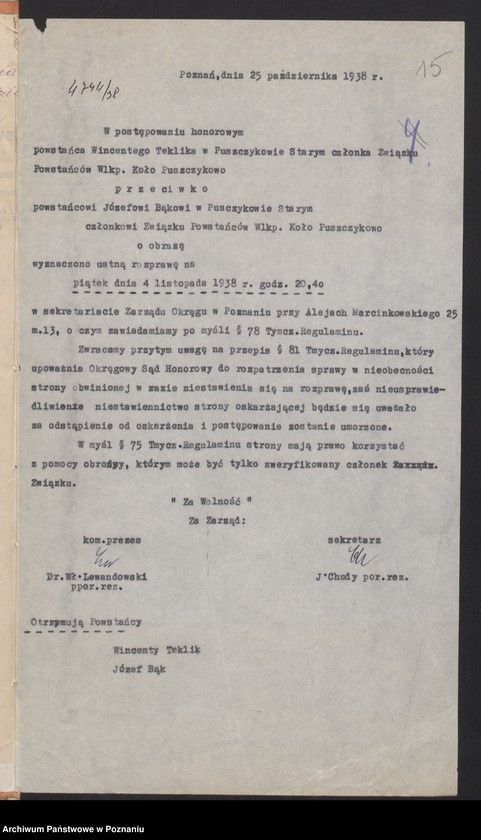 Poznań,dnia 25 października 1938 r.
15
4744/38
W postępowaniu honorowym
powstańca Wincentego Teklika w Puszczykowie Starym członka Związku
Powstańców Wlkp. Koło Puszczykowo
p r z e c i w k o
powstańcowi Józefowi Bąkowi w Pusczykowie Starym
członkowi Związku Powstańców Wlkp. Koło Puszczykowo
o obrazę
wyznaczono ustną rozprawę na
piątek dnia 4 listopada 1938 r. godz. 20,40
w sekretariacie Zarządu Okręgu w Poznaniu przy Alejach Marcinkowskiego 25
m.13, o czym zawiadamiamy po myśli § 78 Tymcz.Regulaminu.
Zwracamy przytym uwagę na przepis § 81 Tmycz.Regulaminu,który
upoważnia Okręgowy Sąd Honorowy do rozpatrzenia sprawy w nieobecności
strony obwinionej w razie niestawienia się na rozprawę,zaś nieusprawie-
dliwienie niestawiennictwo strony oskarżającej będzie się uważało
za odstąpienie od oskarżenia i postępowanie zostanie umorzone.
W myśl § 75 Tmycz.Regulaminu strony mają prawo korzystać
z pomocy obrońcy, którym może być tylko zweryfikowany członek
Związku.
" Za Wolność "
Za Zarząd:
kom.prezes sekretarz
Dr.Wł.Lewandowski J.Chudy por.rez.
ppor.rez.
Otrzymują Powstańcy
Wincenty Teklik
Józef Bąk
Archiwum Państwowe w Poznaniu